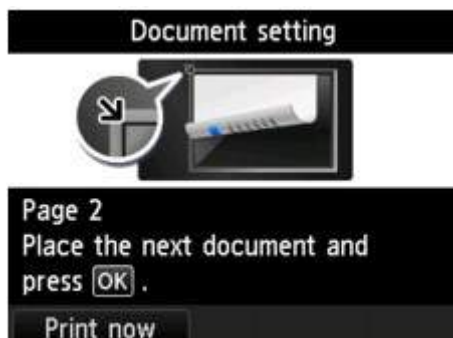 Document setting
Page 2
Place the next document and
press OK .
Print now